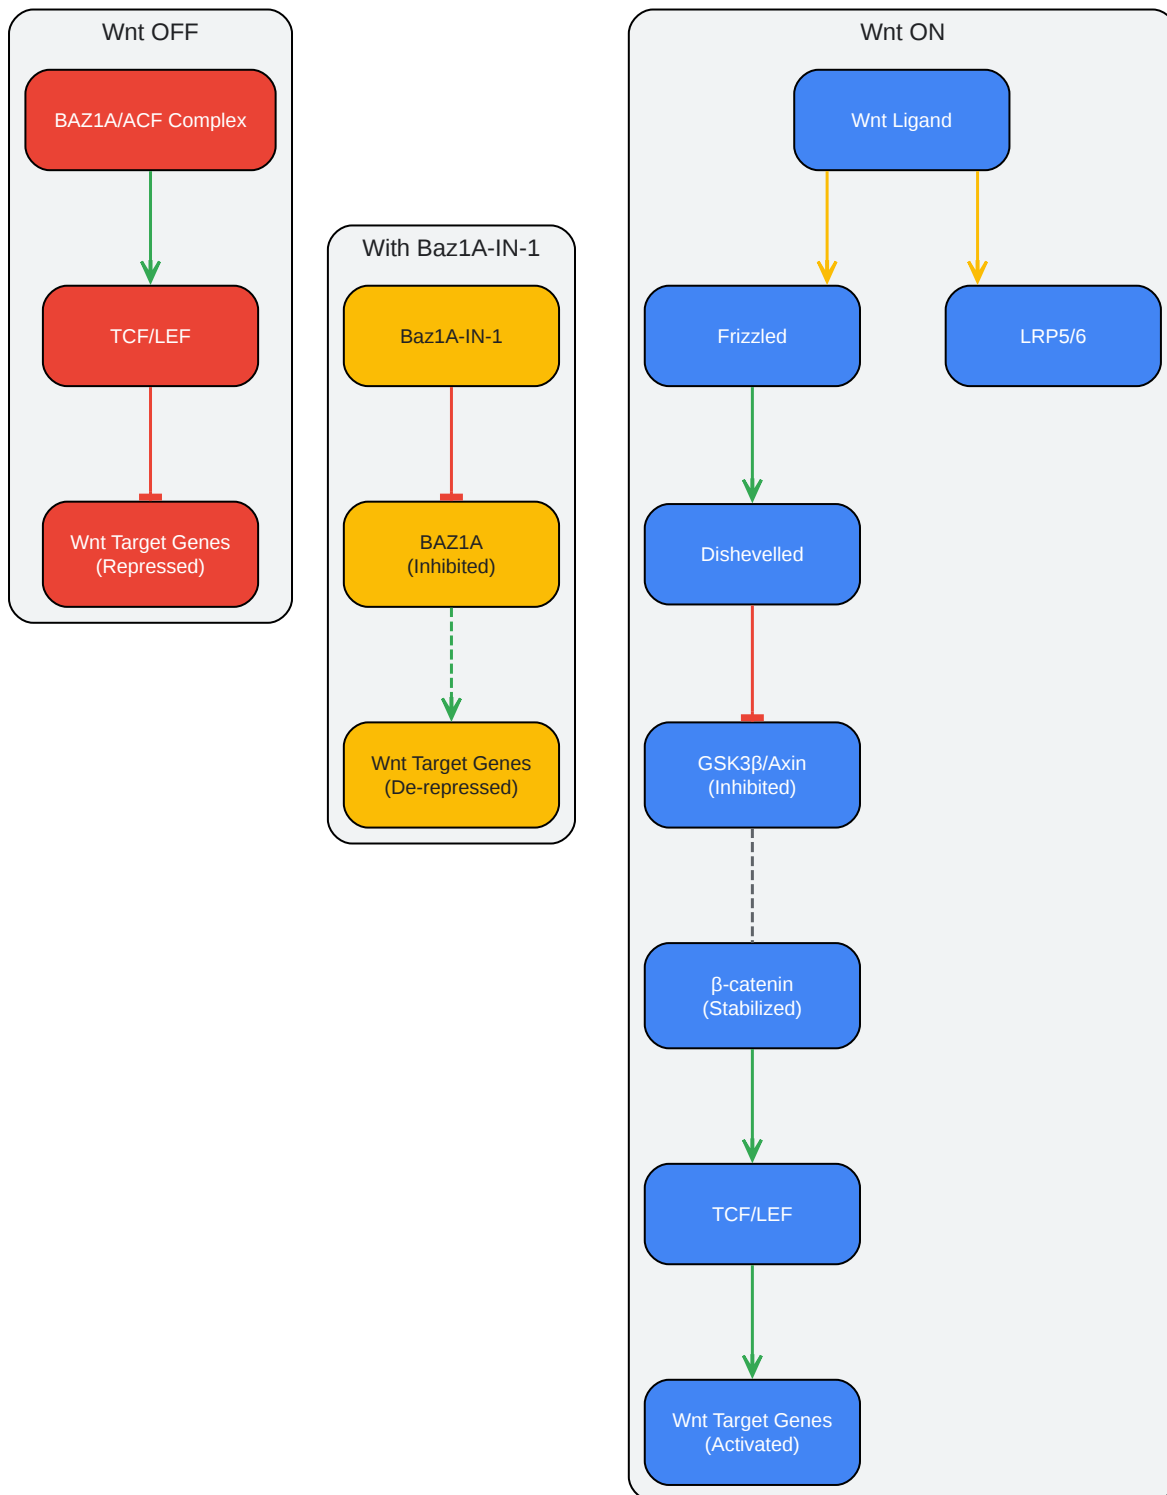 Wnt OFF
BAZ1A/ACF Complex
TCF/LEF
Wnt Target Genes
(Repressed)
With Baz1A-IN-1
Baz1A-IN-1
BAZ1A
(Inhibited)
Wnt Target Genes
(De-repressed)
Wnt ON
Wnt Ligand
Frizzled
LRP5/6
Dishevelled
GSK3β/Axin
(Inhibited)
β-catenin
(Stabilized)
TCF/LEF
Wnt Target Genes
(Activated)